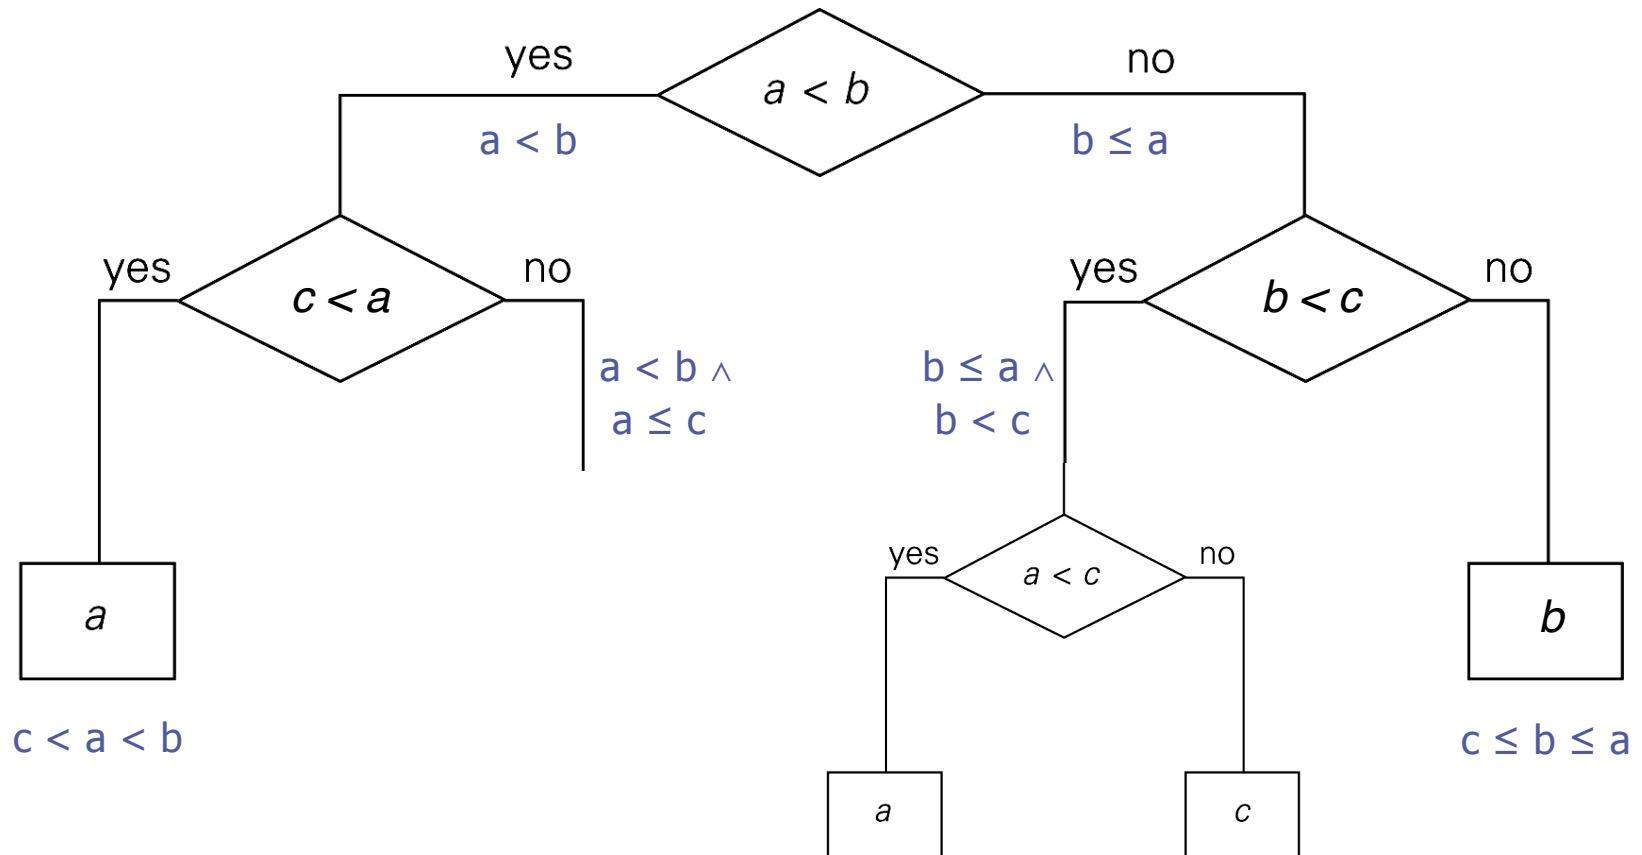 yes
a < b
no
a < b
b ≤ a
yes
c < a
no
yes
b < c
no
a < b ∧
a ≤ c
b ≤ a ∧
b < c
yes
a < c
no
a
b
c < a < b
c ≤ b ≤ a
a
c